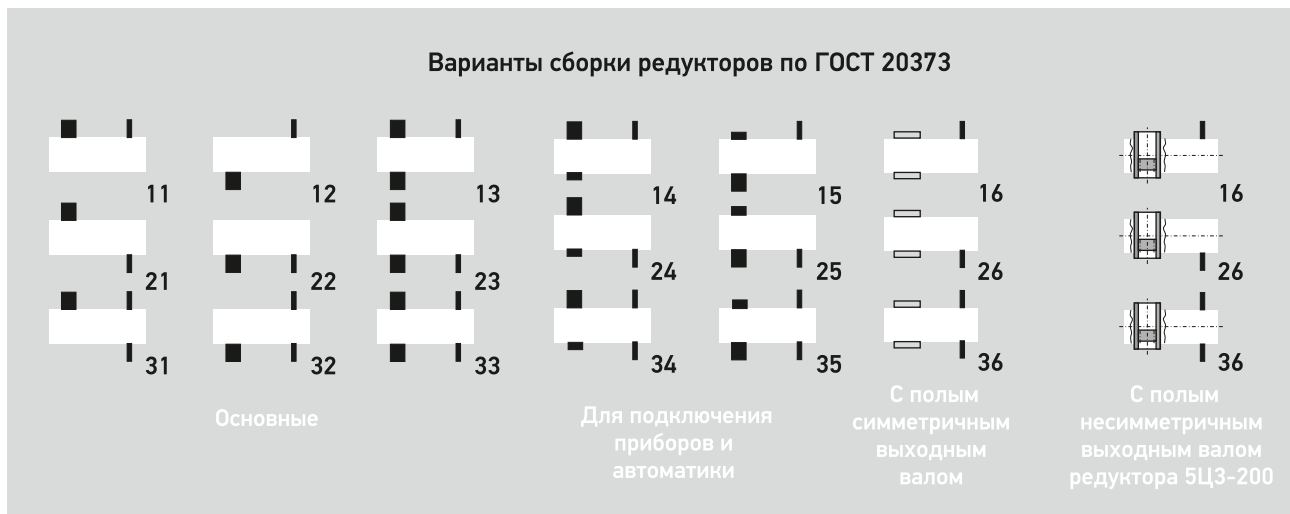 Варианты сборки редукторов по ГОСТ 20373
11 12 13 14 15 16 16
21 22 23 24 25 26 26
31 32 33 34 35 36 36
Основные
Для подключения
приборов и
автоматики
С полым
симметричным
выходным
валом
С полым
несимметричным
выходным валом
редуктора 5Ц3-200